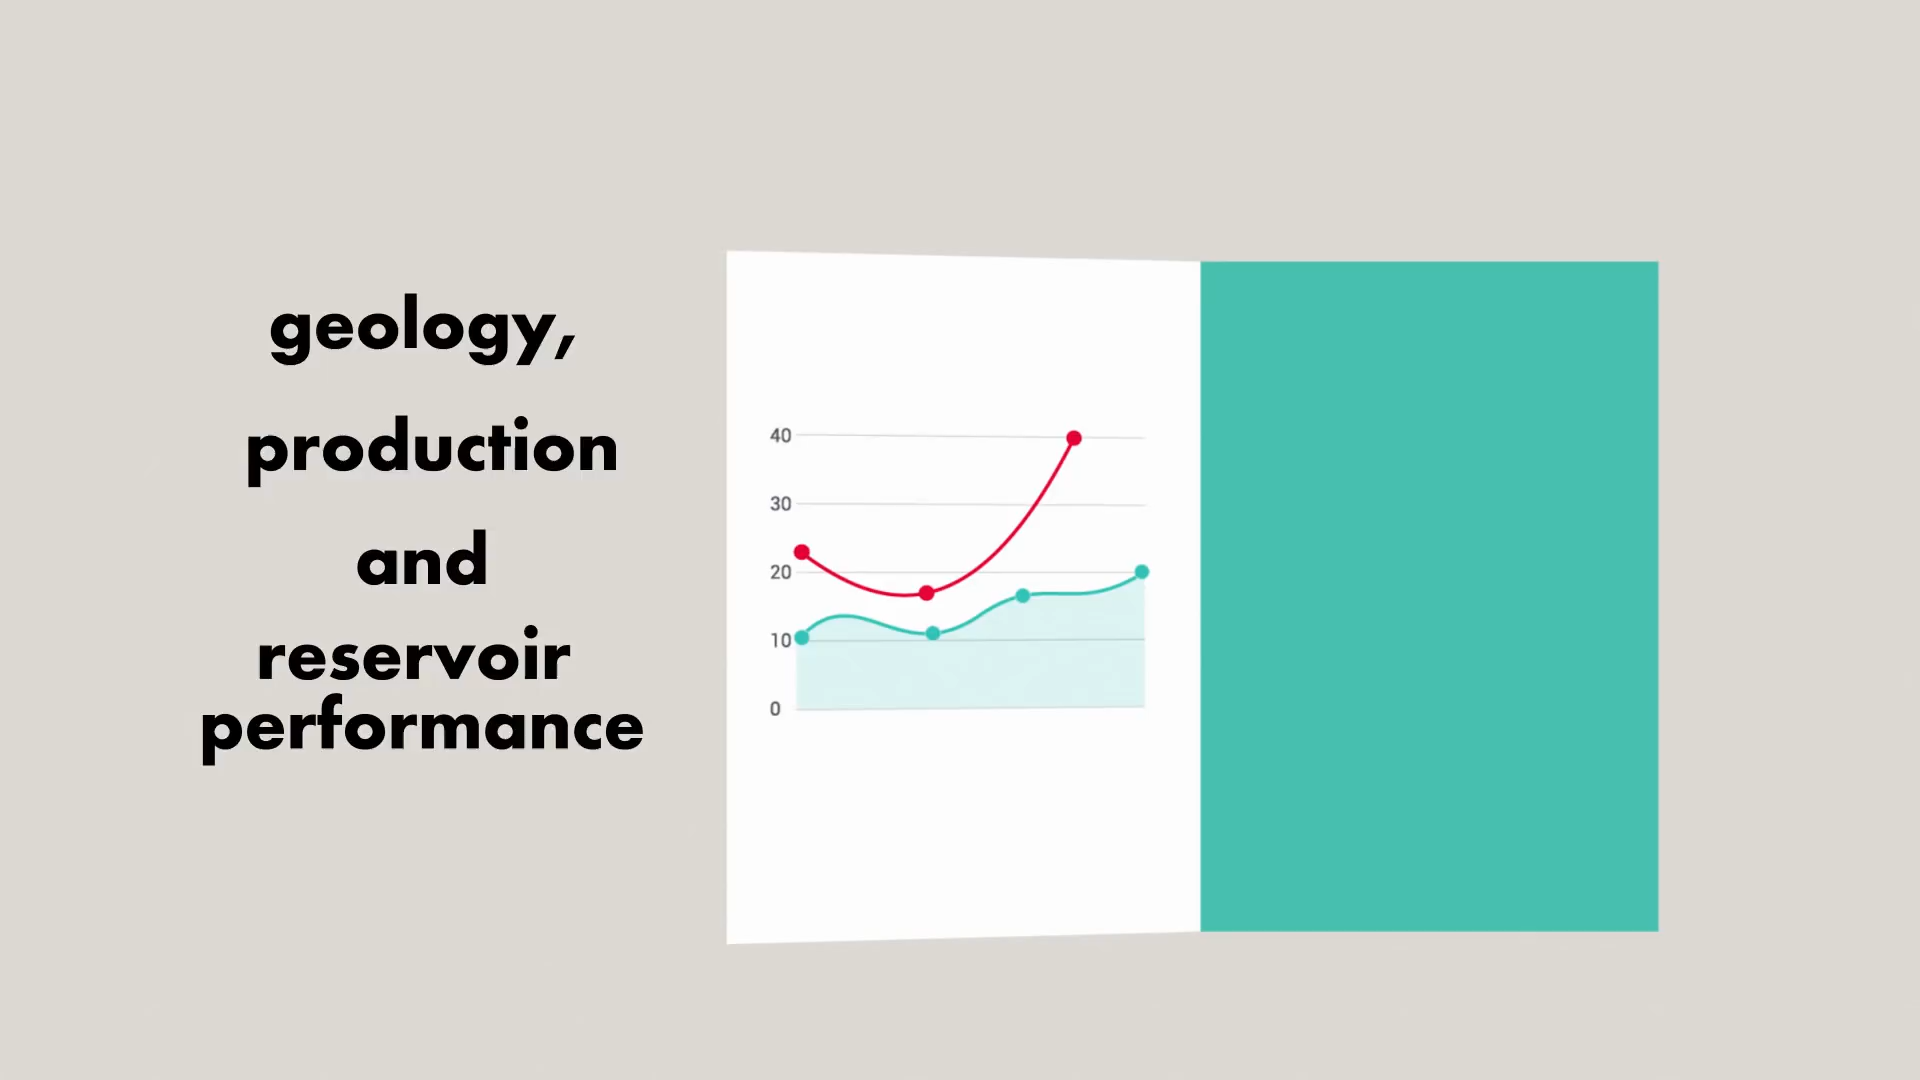 geology,
production
and
reservoir
performance
40
30
20
10
0